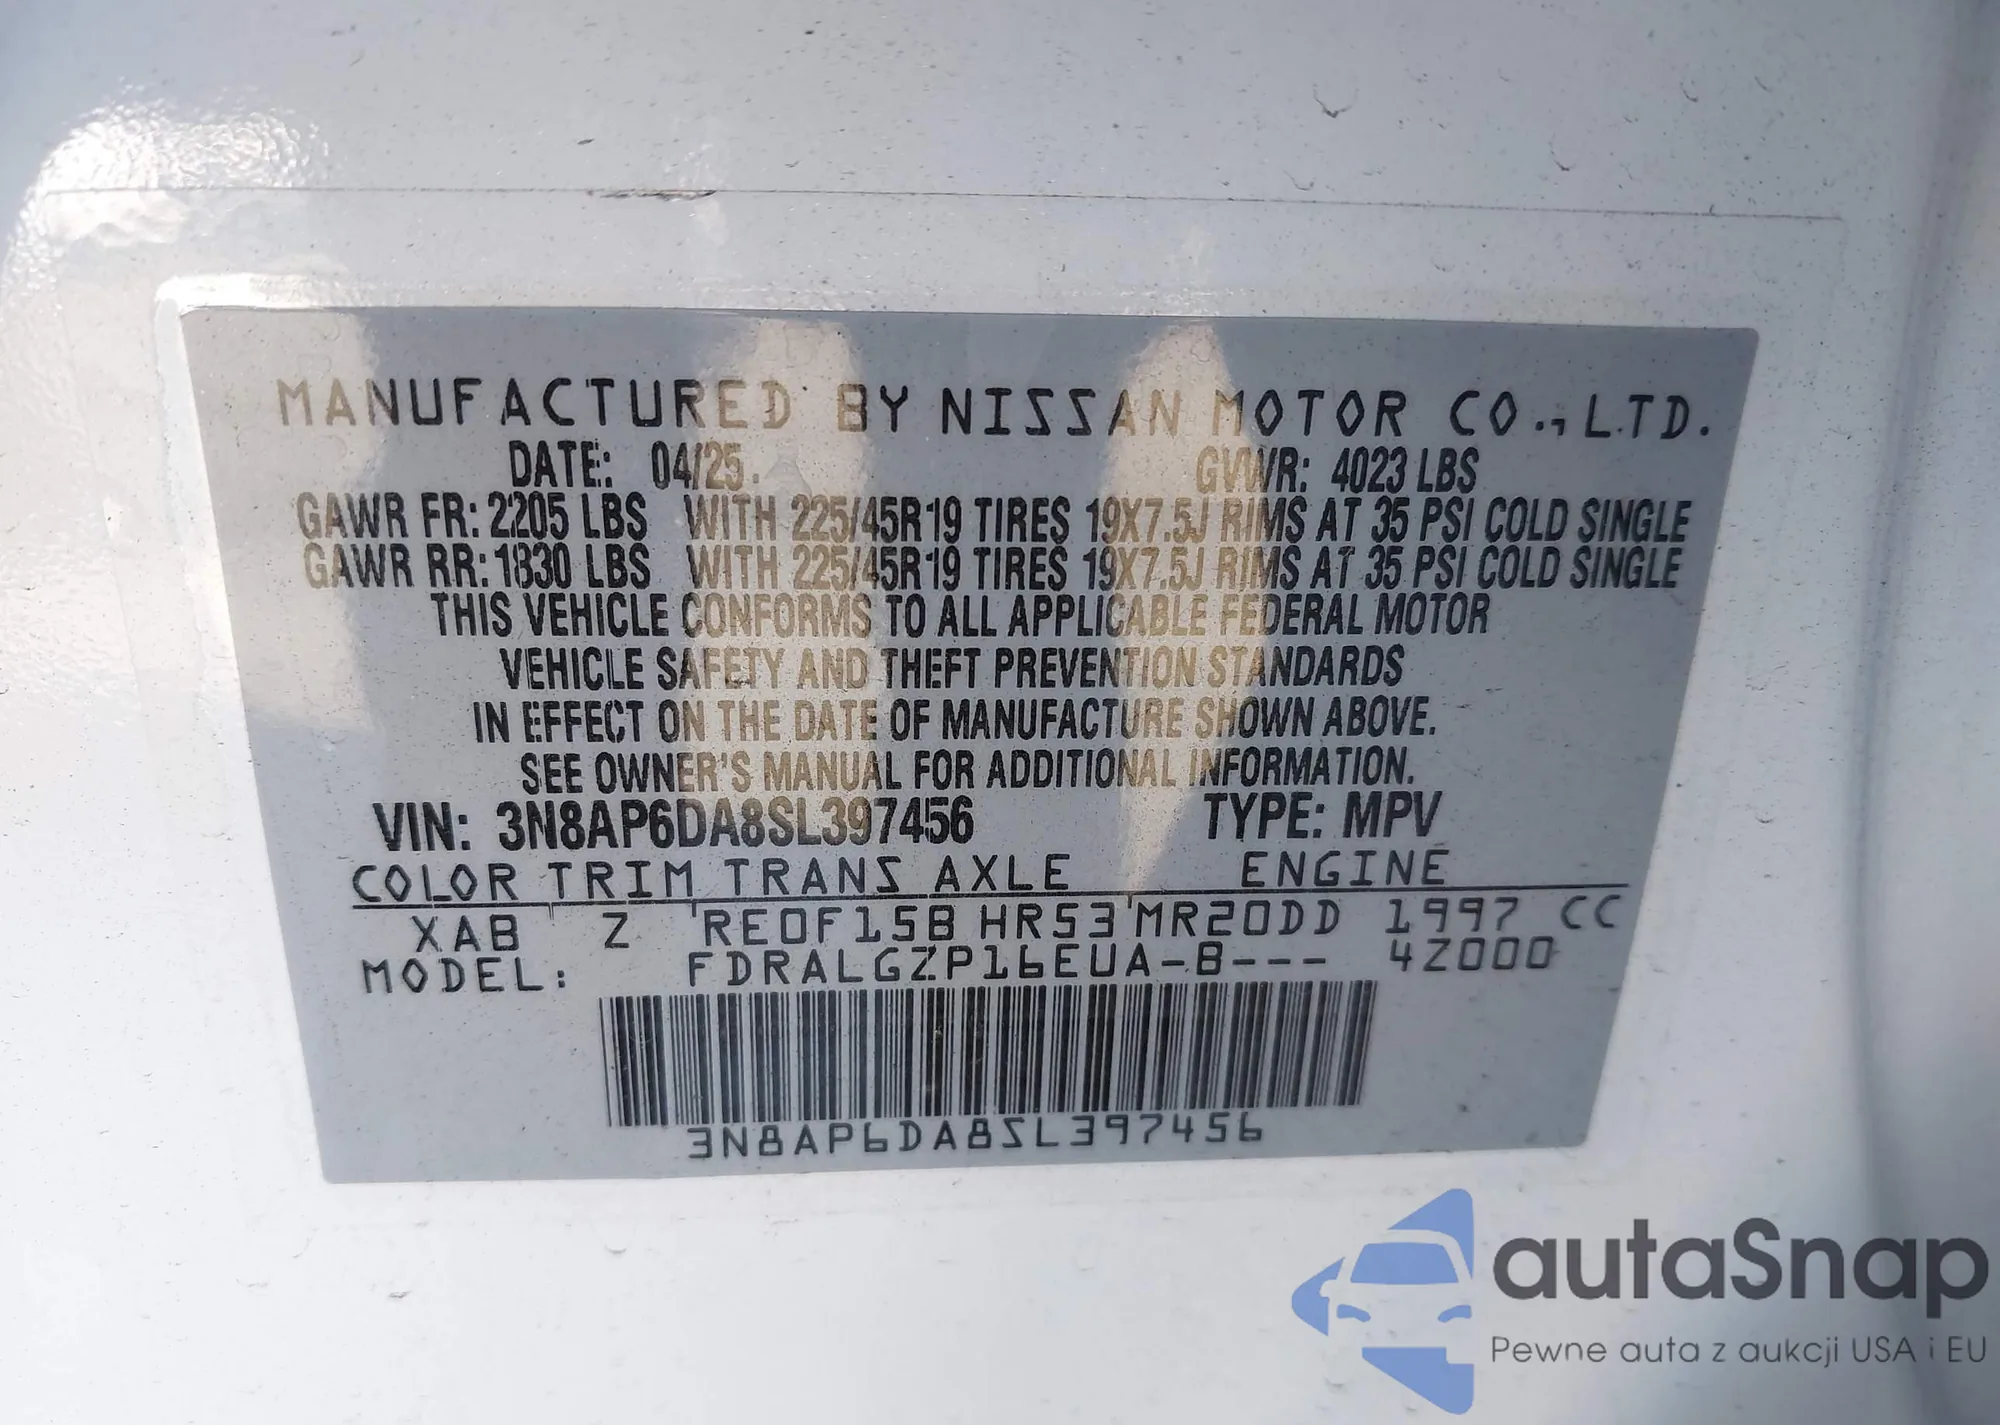 MANUFACTURED BY NISSAN MOTOR CO., LTD.
DATE: 04/25. GVWR: 4023 LBS
GAWR FR: 2205 LBS WITH 225/45R19 TIRES 19X7.5J RIMS AT 35 PSI COLD SINGLE
GAWR RR: 1830 LBS WITH 225/45R19 TIRES 19X7.5J RIMS AT 35 PSI COLD SINGLE
THIS VEHICLE CONFORMS TO ALL APPLICABLE FEDERAL MOTOR
VEHICLE SAFETY AND THEFT PREVENTION STANDARDS
IN EFFECT ON THE DATE OF MANUFACTURE SHOWN ABOVE.
SEE OWNER'S MANUAL FOR ADDITIONAL INFORMATION.
VIN: 3N8AP6DA8SL397456 TYPE: MPV
COLOR TRIM TRANS AXLE ENGINE
XAB Z RE0F15B HR53 MR20DD 1997 CC
MODEL: FDRALGZP16EUA-B--- 4Z000
3N8AP6DA8SL397456
autaSnap
Pewne auta z aukcji USA i EU